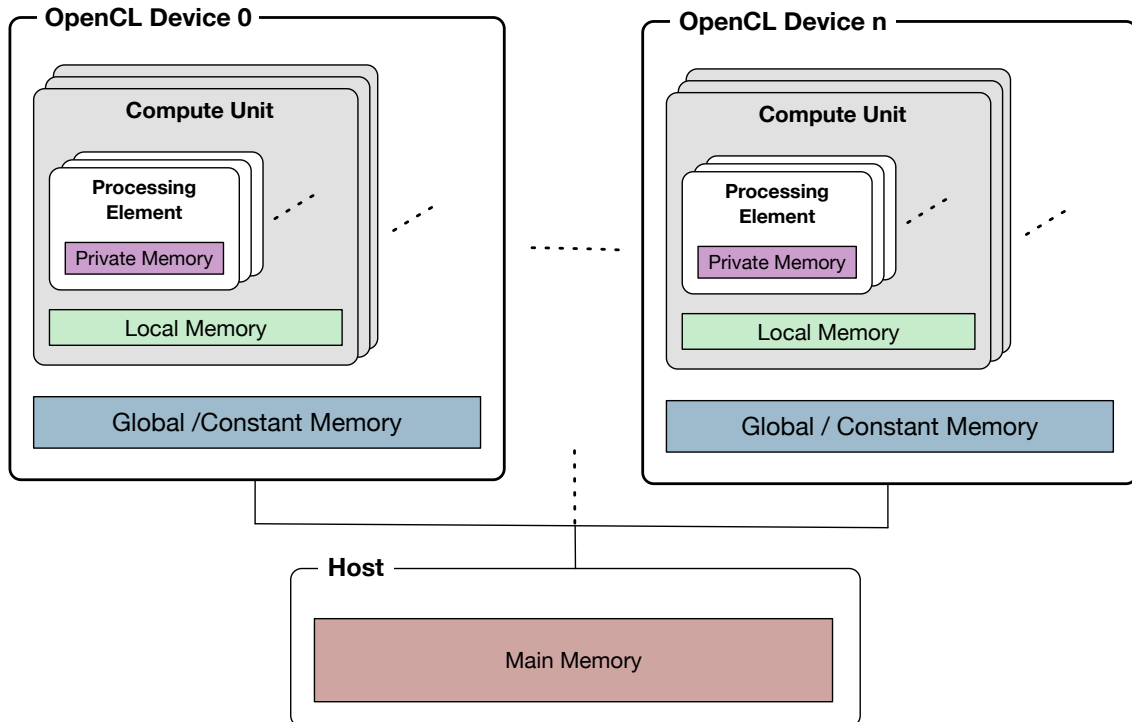 OpenCL Device 0
Compute Unit
Processing
Element
Private Memory
Local Memory
Global /Constant Memory
OpenCL Device n
Compute Unit
Processing
Element
Private Memory
Local Memory
Global / Constant Memory
Host
Main Memory